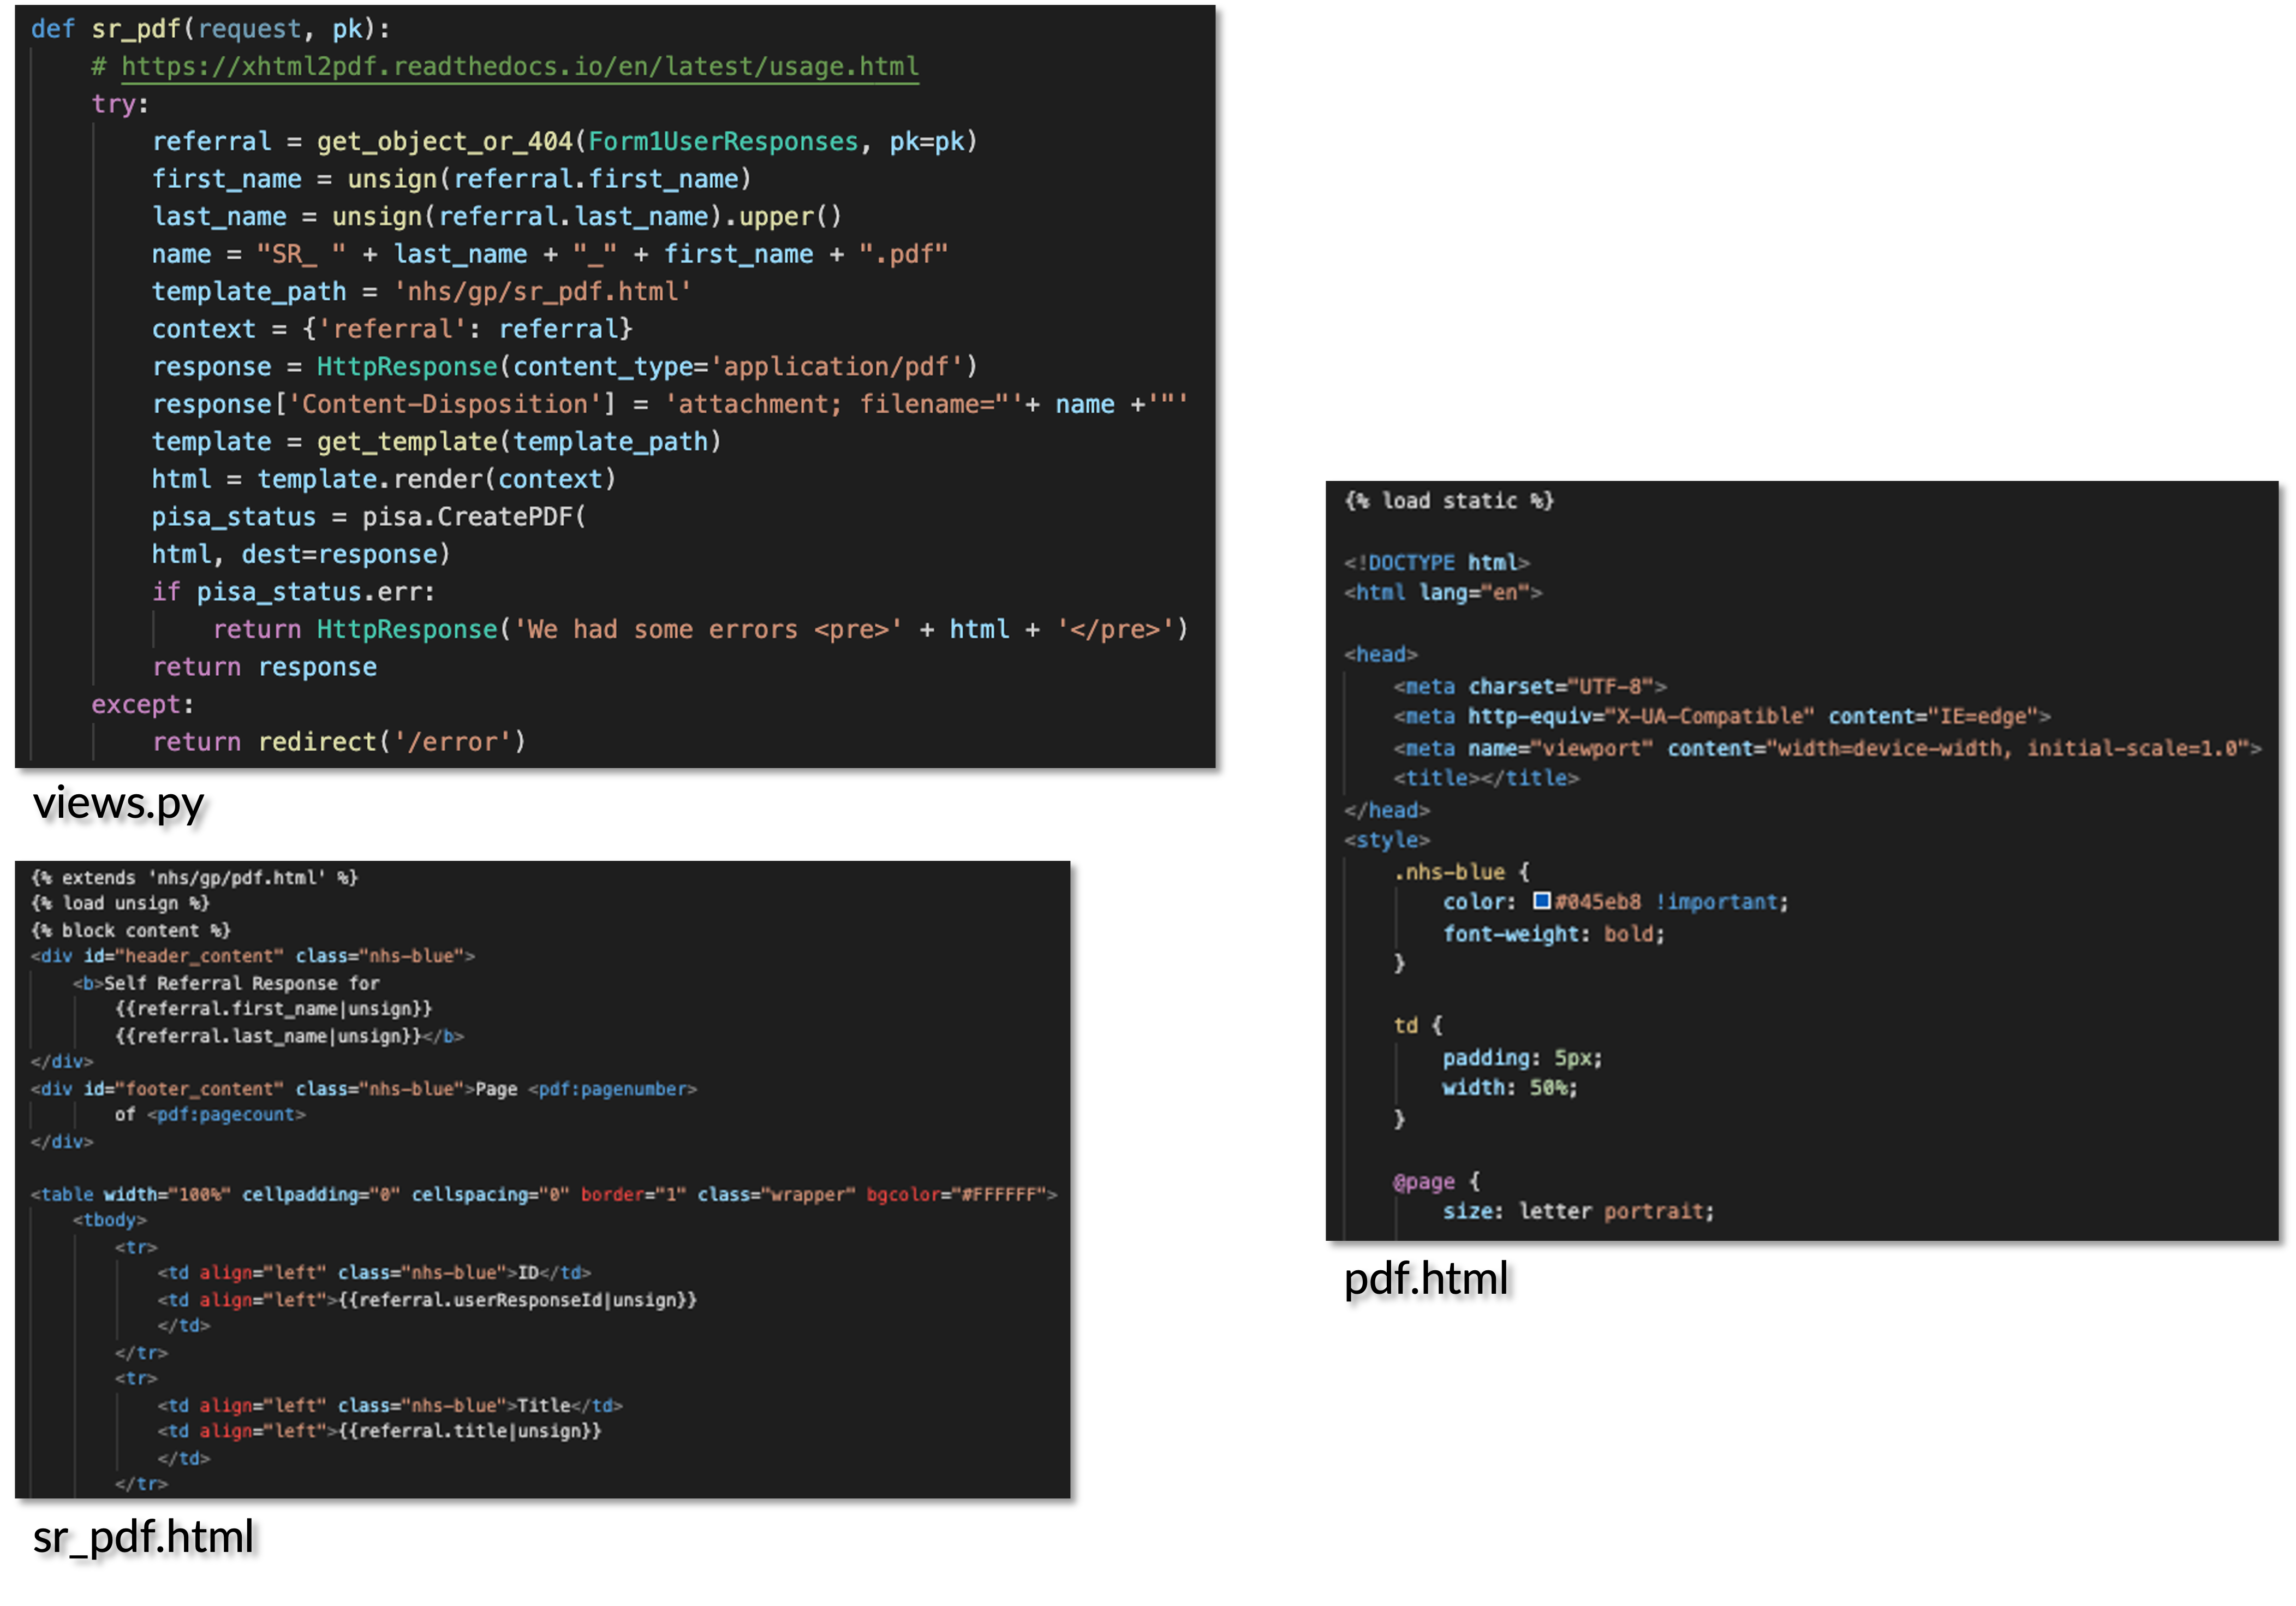 def sr_pdf(request, pk):
    # https://xhtml2pdf.readthedocs.io/en/latest/usage.html
    try:
        referral = get_object_or_404(Form1UserResponses, pk=pk)
        first_name = unsign(referral.first_name)
        last_name = unsign(referral.last_name).upper()
        name = "SR_ " + last_name + "_" + first_name + ".pdf"
        template_path = 'nhs/gp/sr_pdf.html'
        context = {'referral': referral}
        response = HttpResponse(content_type='application/pdf')
        response['Content-Disposition'] = 'attachment; filename="'+ name +'"'
        template = get_template(template_path)
        html = template.render(context)
        pisa_status = pisa.CreatePDF(
        html, dest=response)
        if pisa_status.err:
            return HttpResponse('We had some errors <pre>' + html + '</pre>')
        return response
    except:
        return redirect('/error')
views.py
{% extends 'nhs/gp/pdf.html' %}
{% load unsign %}
{% block content %}
<div id="header_content" class="nhs-blue">
    <b>Self Referral Response for
        {{referral.first_name|unsign}}
        {{referral.last_name|unsign}}</b>
</div>
<div id="footer_content" class="nhs-blue">Page <pdf:pagenumber>
        of <pdf:pagecount>
</div>
<table width="100%" cellpadding="0" cellspacing="0" border="1" class="wrapper" bgcolor="#FFFFFF">
    <tbody>
        <tr>
            <td align="left" class="nhs-blue">ID</td>
            <td align="left">{{referral.userResponseId|unsign}}
            </td>
        </tr>
        <tr>
            <td align="left" class="nhs-blue">Title</td>
            <td align="left">{{referral.title|unsign}}
            </td>
        </tr>
sr_pdf.html
{% load static %}
<!DOCTYPE html>
<html lang="en">
<head>
    <meta charset="UTF-8">
    <meta http-equiv="X-UA-Compatible" content="IE=edge">
    <meta name="viewport" content="width=device-width, initial-scale=1.0">
    <title></title>
</head>
<style>
    .nhs-blue {
        color: #045eb8 !important;
        font-weight: bold;
    }
    td {
        padding: 5px;
        width: 50%;
    }
    @page {
        size: letter portrait;
pdf.html